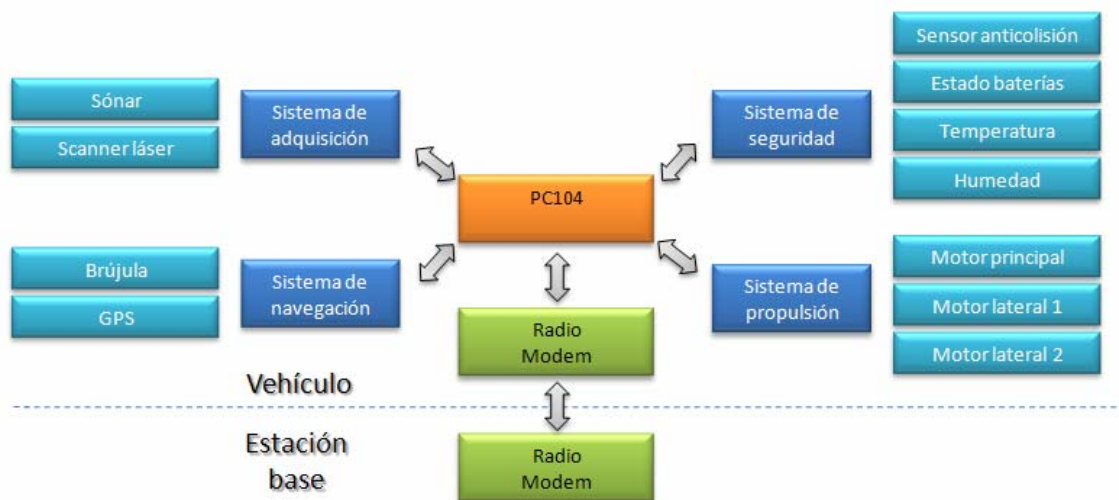 Sónar
Scanner láser
Sistema de
adquisición
Brújula
GPS
Sistema de
navegación
PC104
Radio
Modem
Sistema de
seguridad
Sensor anticolisión
Estado baterías
Temperatura
Humedad
Sistema de
propulsión
Motor principal
Motor lateral 1
Motor lateral 2
Vehículo
Estación
base
Radio
Modem